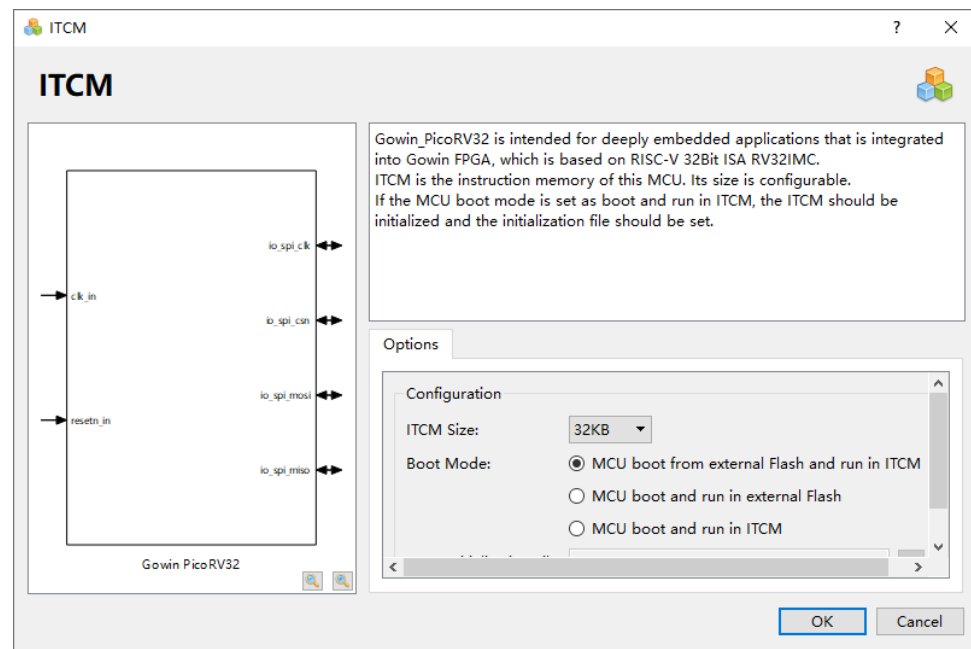 ITCM
?
ITCM
Gowin_PicoRV32 is intended for deeply embedded applications that is integrated
into Gowin FPGA, which is based on RISC-V 32Bit ISA RV32IMC.
ITCM is the instruction memory of this MCU. Its size is configurable.
If the MCU boot mode is set as boot and run in ITCM, the ITCM should be
initialized and the initialization file should be set.
io_spi_clk
clk_in
io_spi_csn
io_spi_mosi
resetn_in
io_spi_miso
Gowin PicoRV32
Options
Configuration
ITCM Size:
32KB
Boot Mode:
MCU boot from external Flash and run in ITCM
MCU boot and run in external Flash
MCU boot and run in ITCM
OK
Cancel